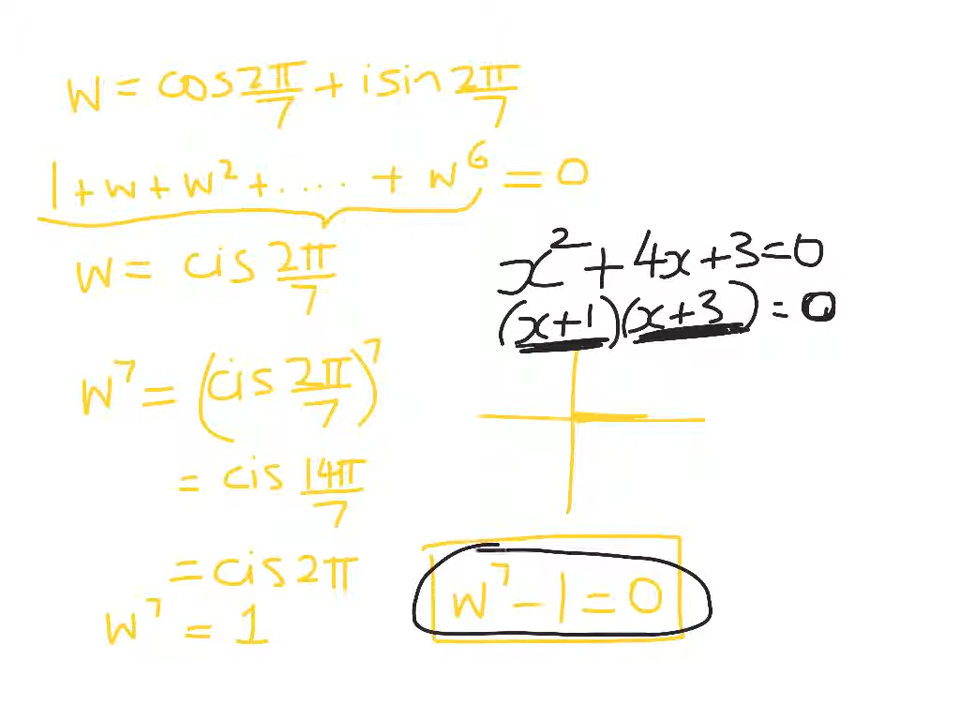 w = cos 2π/7 + i sin 2π/7
1 + w + w² + .... + w⁶ = 0
w = cis 2π/7
x² + 4x + 3 = 0
(x+1)(x+3) = 0
w⁷ = (cis 2π/7)⁷
= cis 14π/7
= cis 2π
w⁷ = 1
w⁷ - 1 = 0